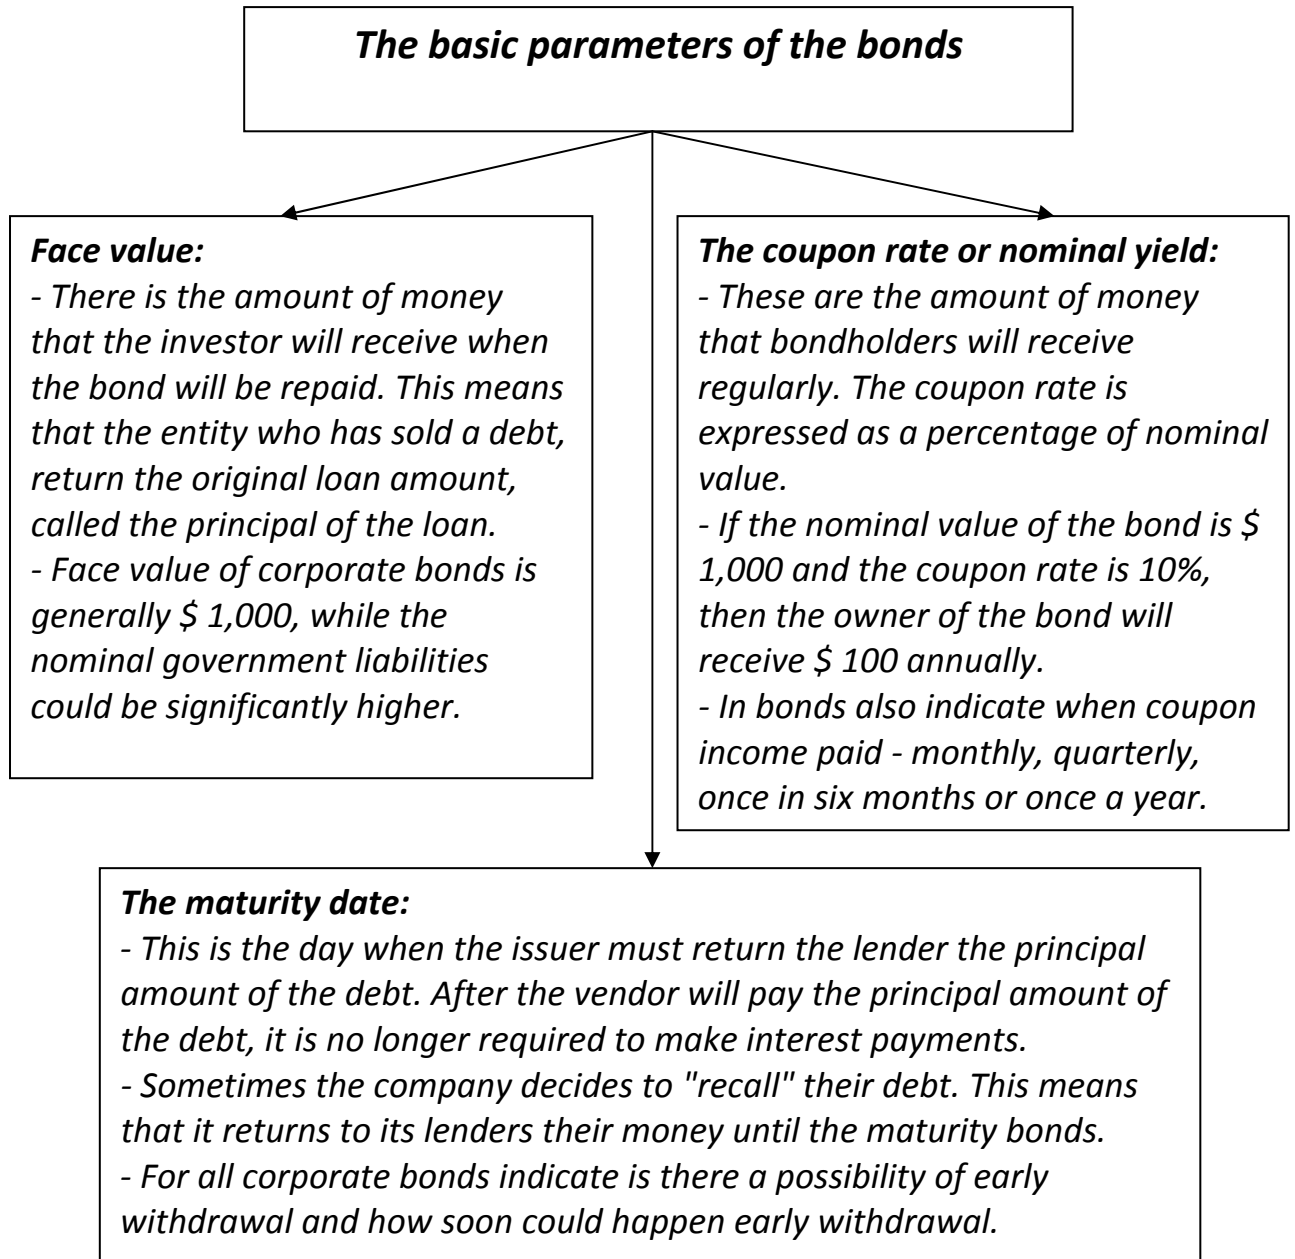 The basic parameters of the bonds
Face value:
- There is the amount of money
that the investor will receive when
the bond will be repaid. This means
that the entity who has sold a debt,
return the original loan amount,
called the principal of the loan.
- Face value of corporate bonds is
generally $ 1,000, while the
nominal government liabilities
could be significantly higher.
The coupon rate or nominal yield:
- These are the amount of money
that bondholders will receive
regularly. The coupon rate is
expressed as a percentage of nominal
value.
- If the nominal value of the bond is $
1,000 and the coupon rate is 10%,
then the owner of the bond will
receive $ 100 annually.
- In bonds also indicate when coupon
income paid - monthly, quarterly,
once in six months or once a year.
The maturity date:
- This is the day when the issuer must return the lender the principal
amount of the debt. After the vendor will pay the principal amount of
the debt, it is no longer required to make interest payments.
- Sometimes the company decides to "recall" their debt. This means
that it returns to its lenders their money until the maturity bonds.
- For all corporate bonds indicate is there a possibility of early
withdrawal and how soon could happen early withdrawal.